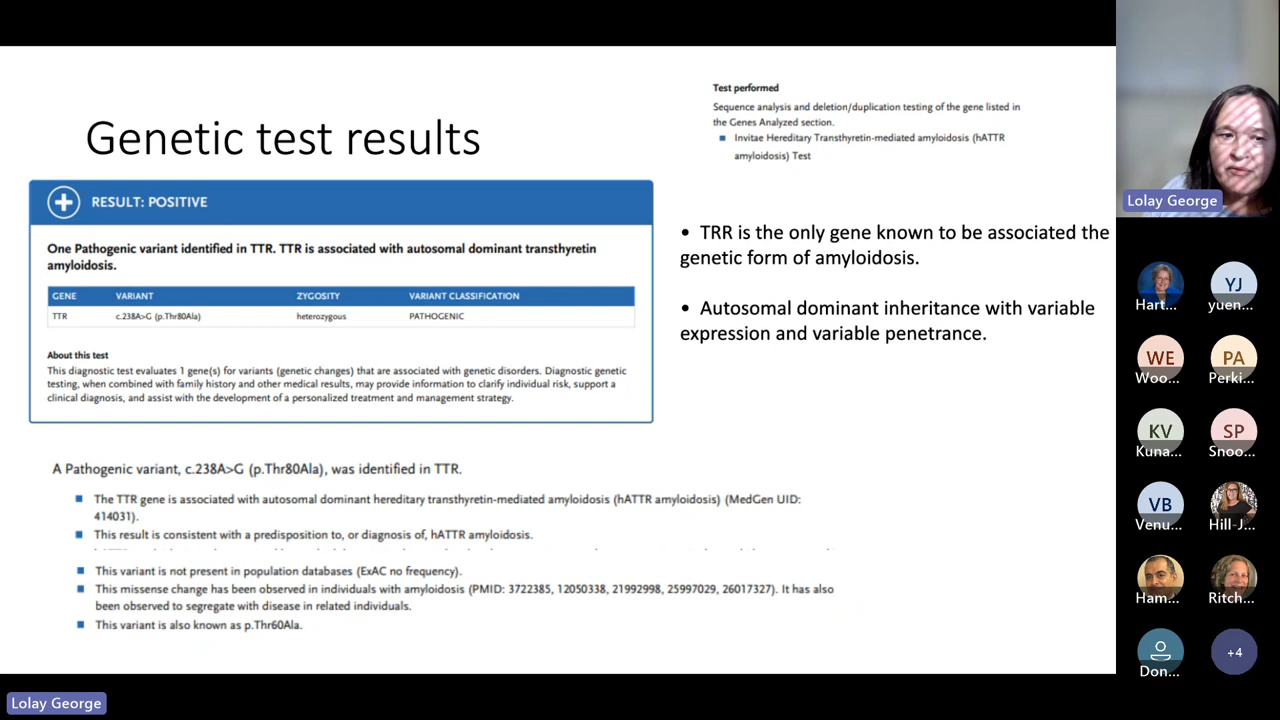 Genetic test results
RESULT: POSITIVE
One Pathogenic variant identified in TTR. TTR is associated with autosomal dominant transthyretin
amyloidosis.
GENE VARIANT ZYGOSITY VARIANT CLASSIFICATION
TTR c.238A>G (p.Thr80Ala) heterozygous PATHOGENIC
About this test
This diagnostic test evaluates 1 gene(s) for variants (genetic changes) that are associated with genetic disorders. Diagnostic genetic
testing, when combined with family history and other medical results, may provide information to clarify individual risk, support a
clinical diagnosis, and assist with the development of a personalized treatment and management strategy.
A Pathogenic variant, c.238A>G (p.Thr80Ala), was identified in TTR.
The TTR gene is associated with autosomal dominant hereditary transthyretin-mediated amyloidosis (hATTR amyloidosis) (MedGen UID:
414031).
This result is consistent with a predisposition to, or diagnosis of, hATTR amyloidosis.
This variant is not present in population databases (ExAC no frequency).
This missense change has been observed in individuals with amyloidosis (PMID: 3722385, 12050338, 21992998, 25997029, 26017327). It has also
been observed to segregate with disease in related individuals.
This variant is also known as p.Thr60Ala.
Test performed
Sequence analysis and deletion/duplication testing of the gene listed in
the Genes Analyzed section.
Invitae Hereditary Transthyretin-mediated amyloidosis (hATTR
amyloidosis) Test
• TRR is the only gene known to be associated the
genetic form of amyloidosis.
• Autosomal dominant inheritance with variable
expression and variable penetrance.
Lolay George
Hart...
YJ
yuen...
WE
Woo...
PA
Perki...
KV
Kuna...
SP
Snoo...
VB
Venu...
Hill-J...
Ham...
Ritch...
Don...
+4
Lolay George